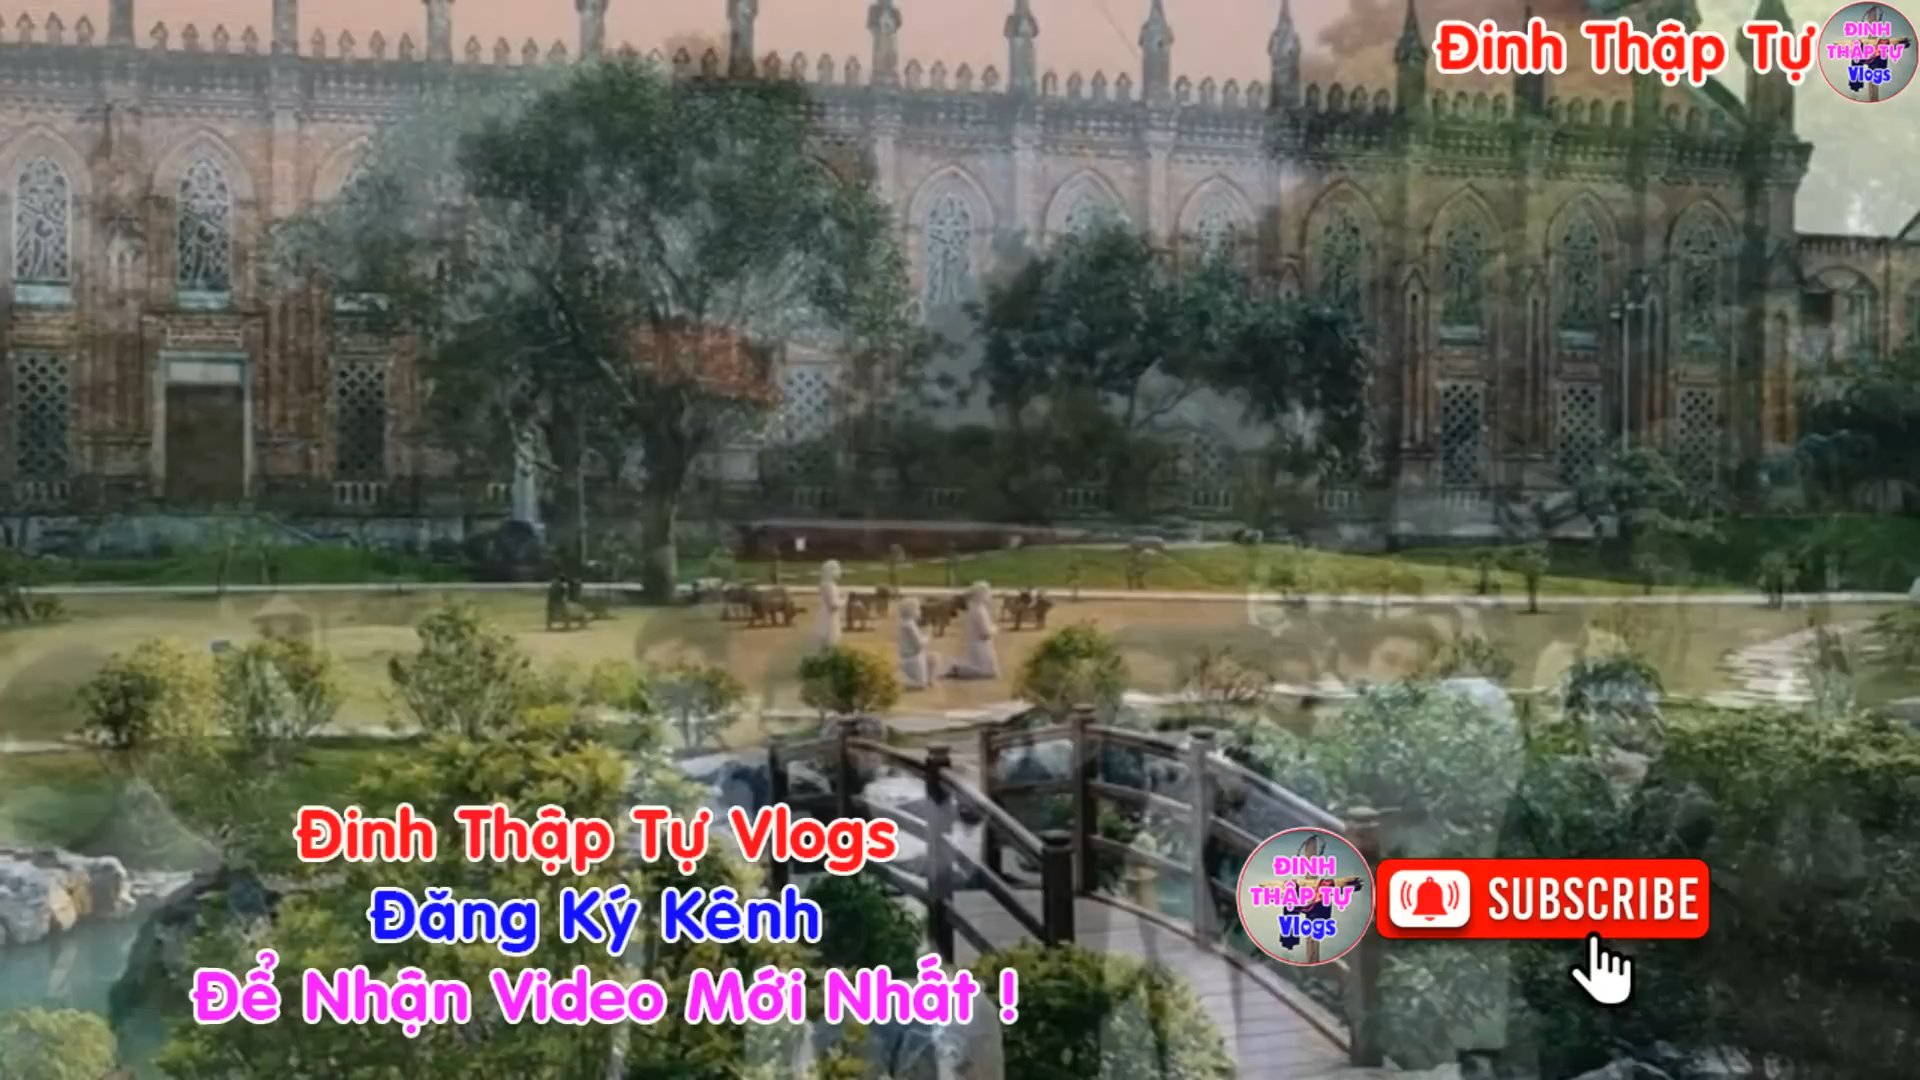 Đinh Thập Tự
ĐINH
THẬP TỰ
Vlogs
Đinh Thập Tự Vlogs
Đăng Ký Kênh
Để Nhận Video Mới Nhất !
ĐINH
THẬP TỰ
Vlogs
SUBSCRIBE